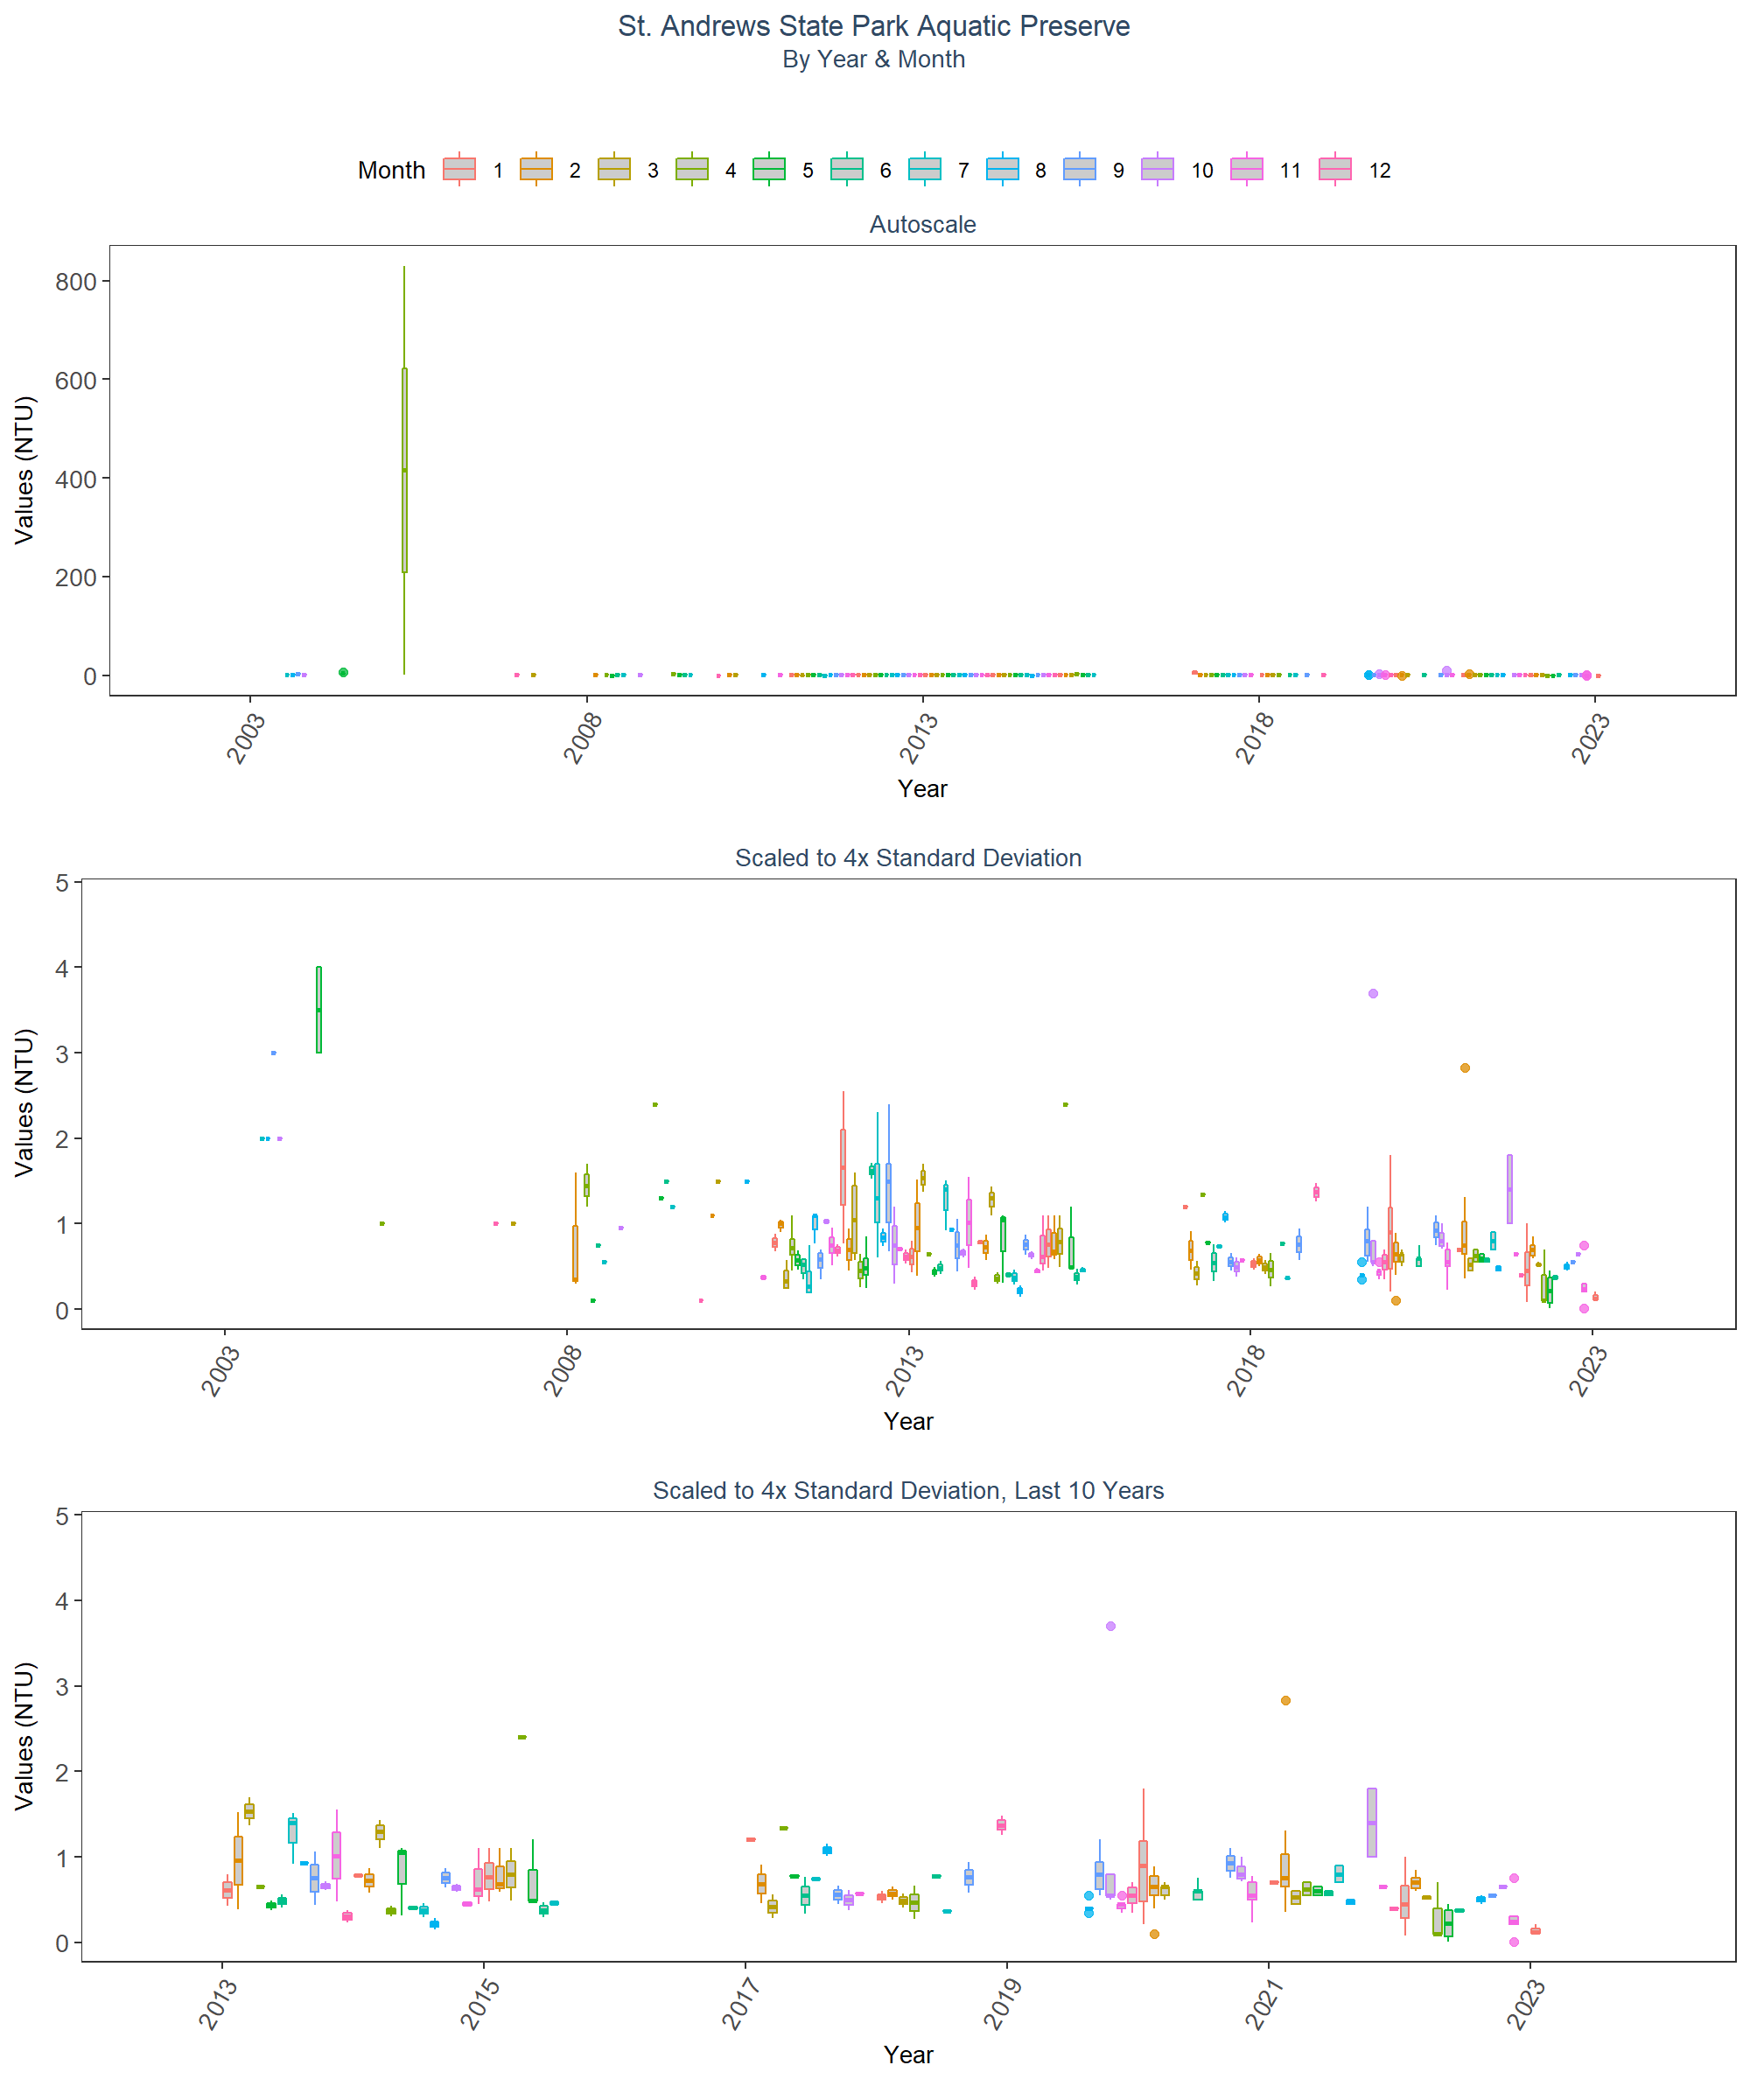 St. Andrews State Park Aquatic Preserve
By Year & Month
Month 1 2 3 4 5 6 7 8 9 10 11 12
Autoscale
Values (NTU)
800
600
400
200
0
2003 2008 2013 2018 2023
Year
Scaled to 4x Standard Deviation
Values (NTU)
5
4
3
2
1
0
2003 2008 2013 2018 2023
Year
Scaled to 4x Standard Deviation, Last 10 Years
Values (NTU)
5
4
3
2
1
0
2013 2015 2017 2019 2021 2023
Year